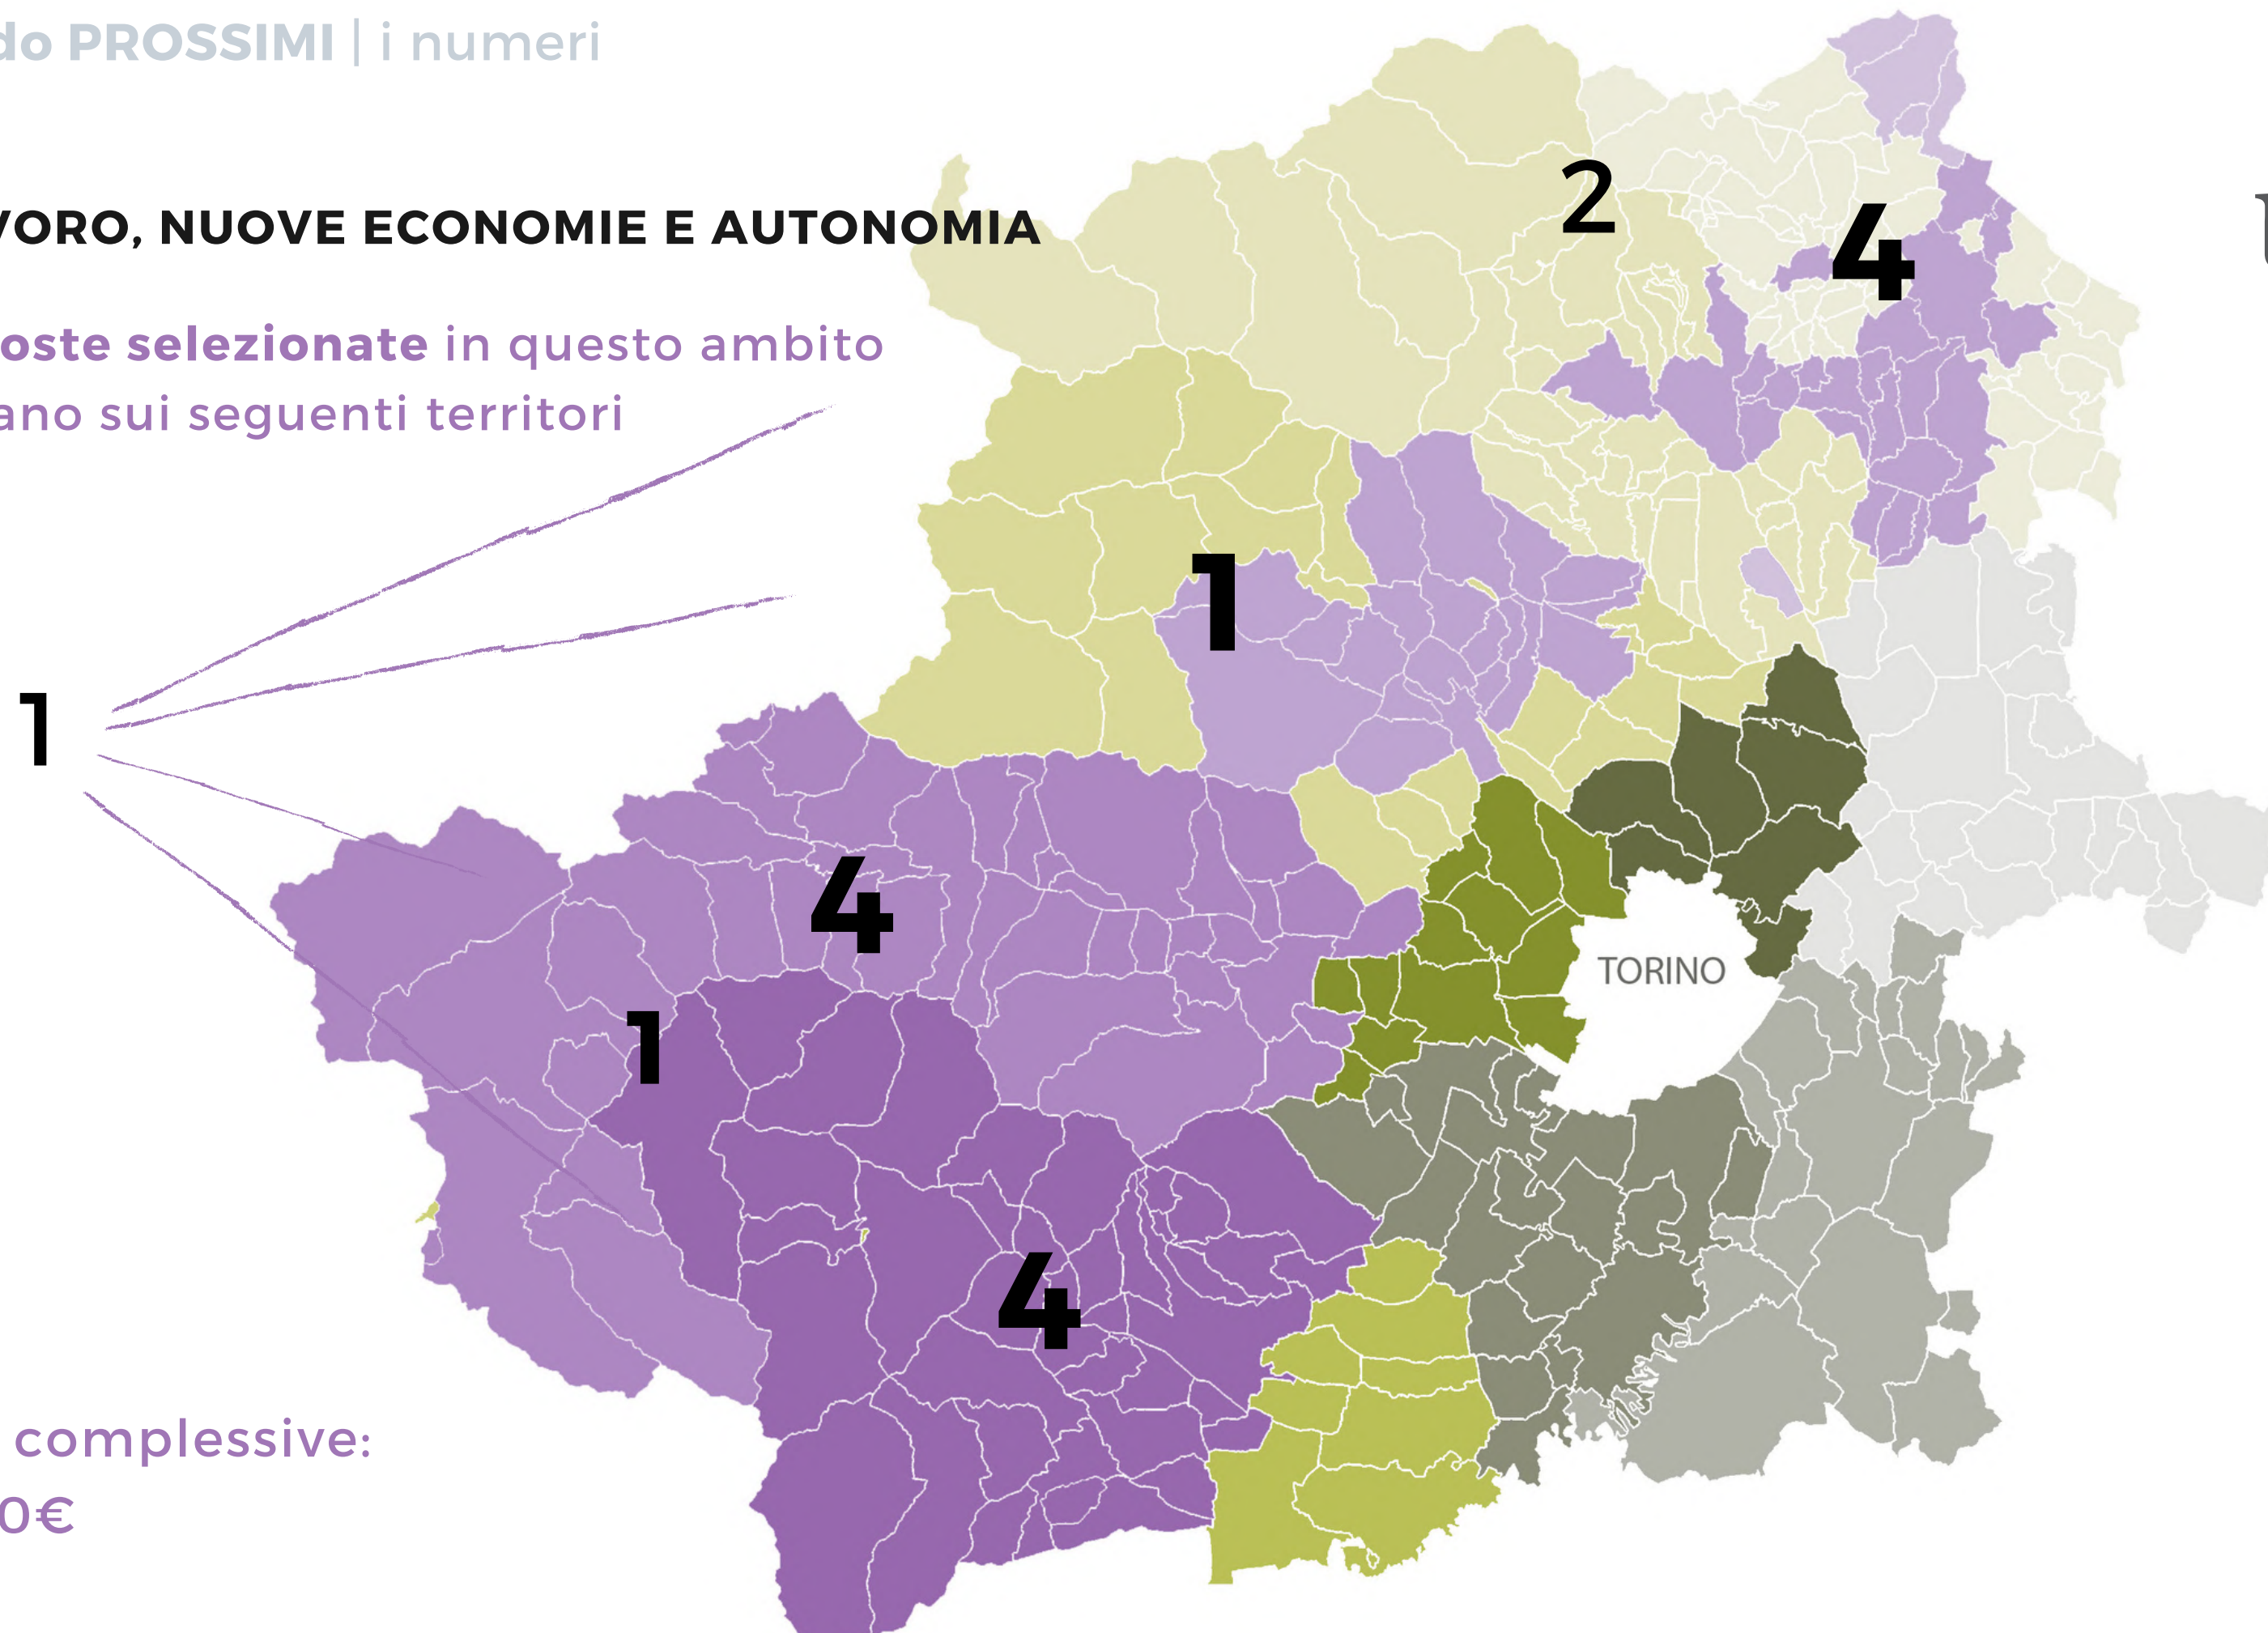 do PROSSIMI | i numeri
VORO, NUOVE ECONOMIE E AUTONOMIA
oste selezionate in questo ambito
ano sui seguenti territori
2
4
1
1
4
1
4
TORINO
complessive:
0€